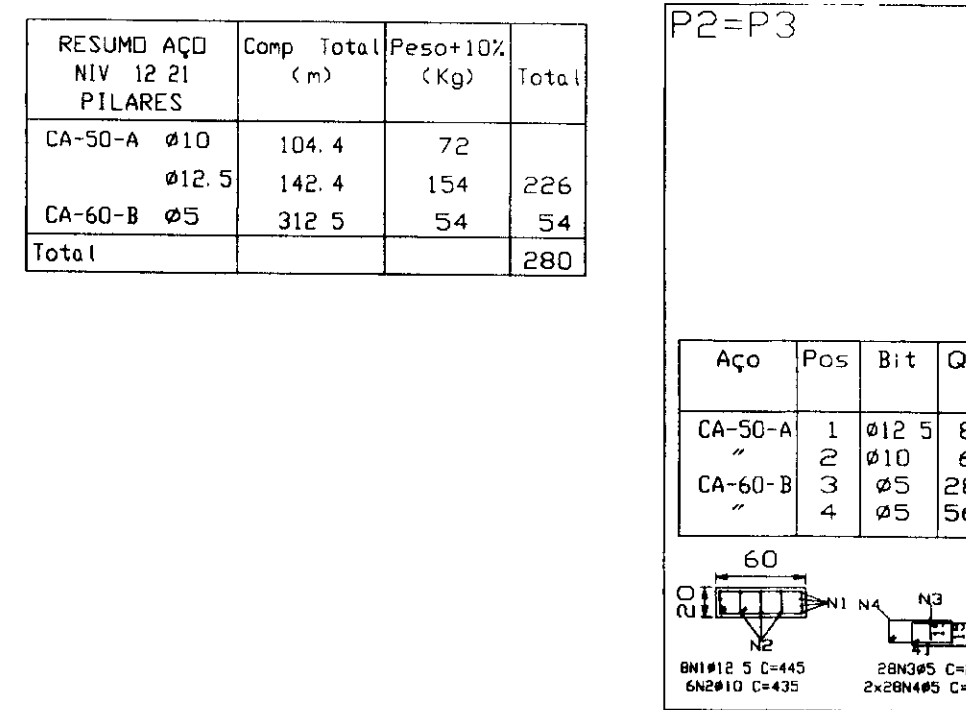 RESUMO AÇO
NIV 12 21
PILARES
Comp Total
(m)
Peso+10%
(Kg)
Total
CA-50-A ø10 104.4 72
ø12.5 142.4 154 226
CA-60-B ø5 312 5 54 54
Total 280
P2=P3
Aço Pos Bit
CA-50-A 1 ø12 5
" 2 ø10
CA-60-B 3 ø5 28
" 4 ø5 56
60
20
N1
N4
N3
N2
41
8N1ø12 5 C=445
6N2ø10 C=435
28N3ø5 C=
2x28N4ø5 C=